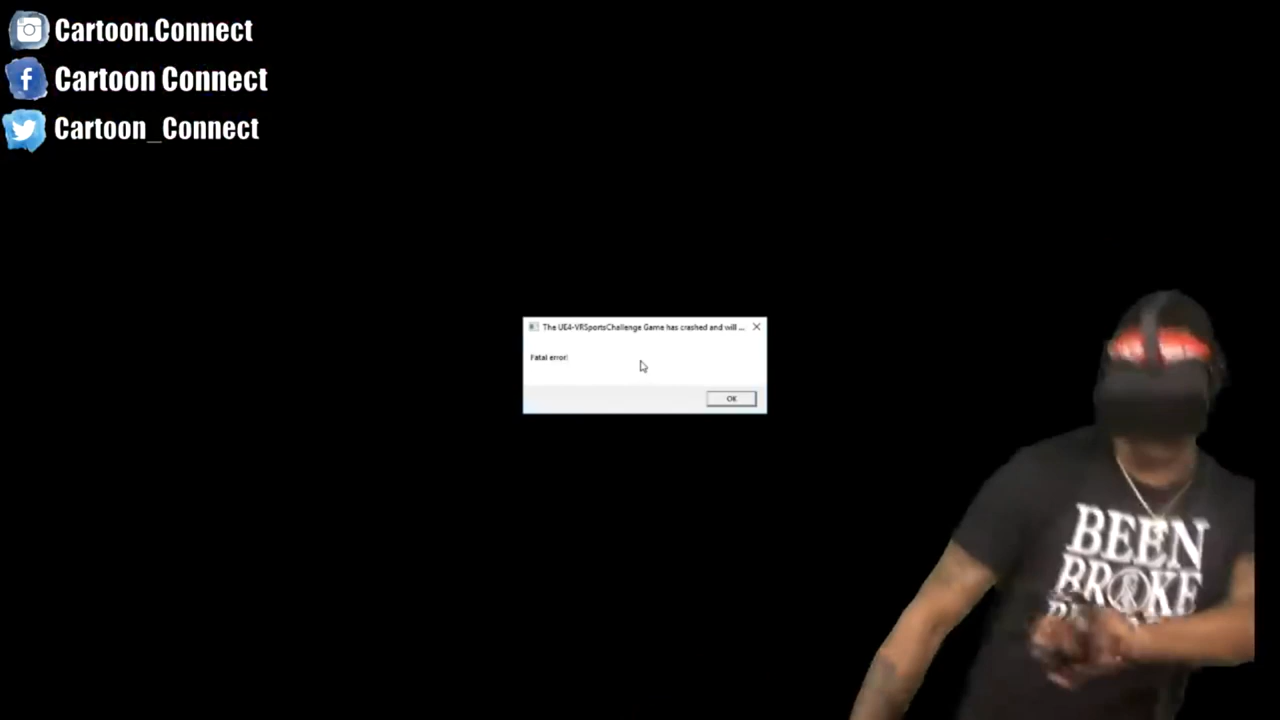 Cartoon.Connect
f Cartoon Connect
Cartoon_Connect
The UE4-VRSportsChallenge Game has crashed and will ...
Fatal error!
OK
BEEN
BROKE